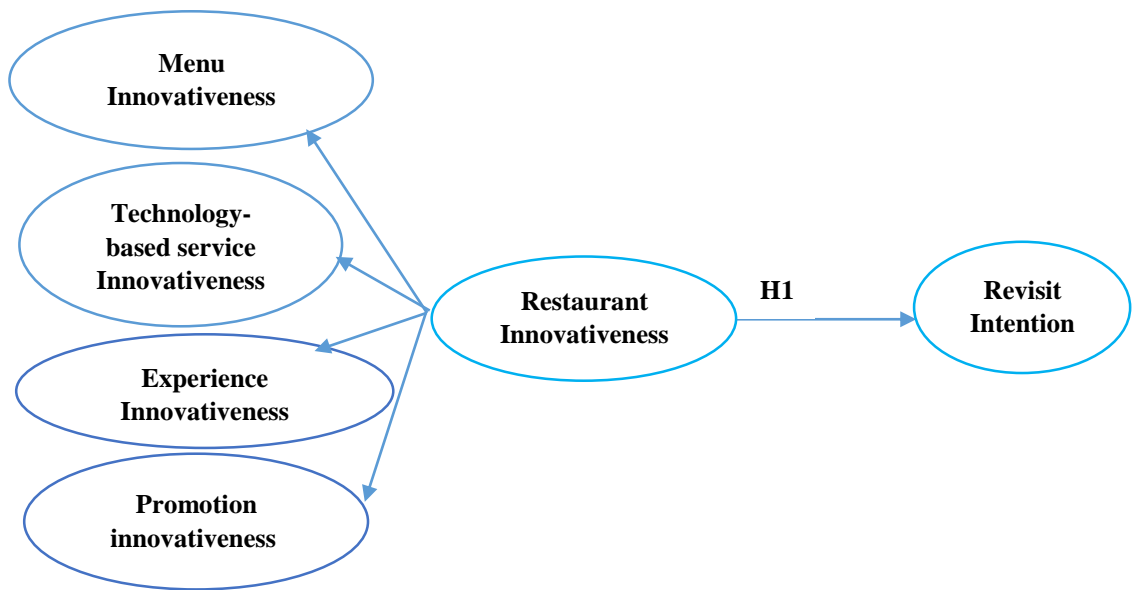 Menu
Innovativeness
Technology-
based service
Innovativeness
Experience
Innovativeness
Promotion
innovativeness
Restaurant
Innovativeness
H1
Revisit
Intention